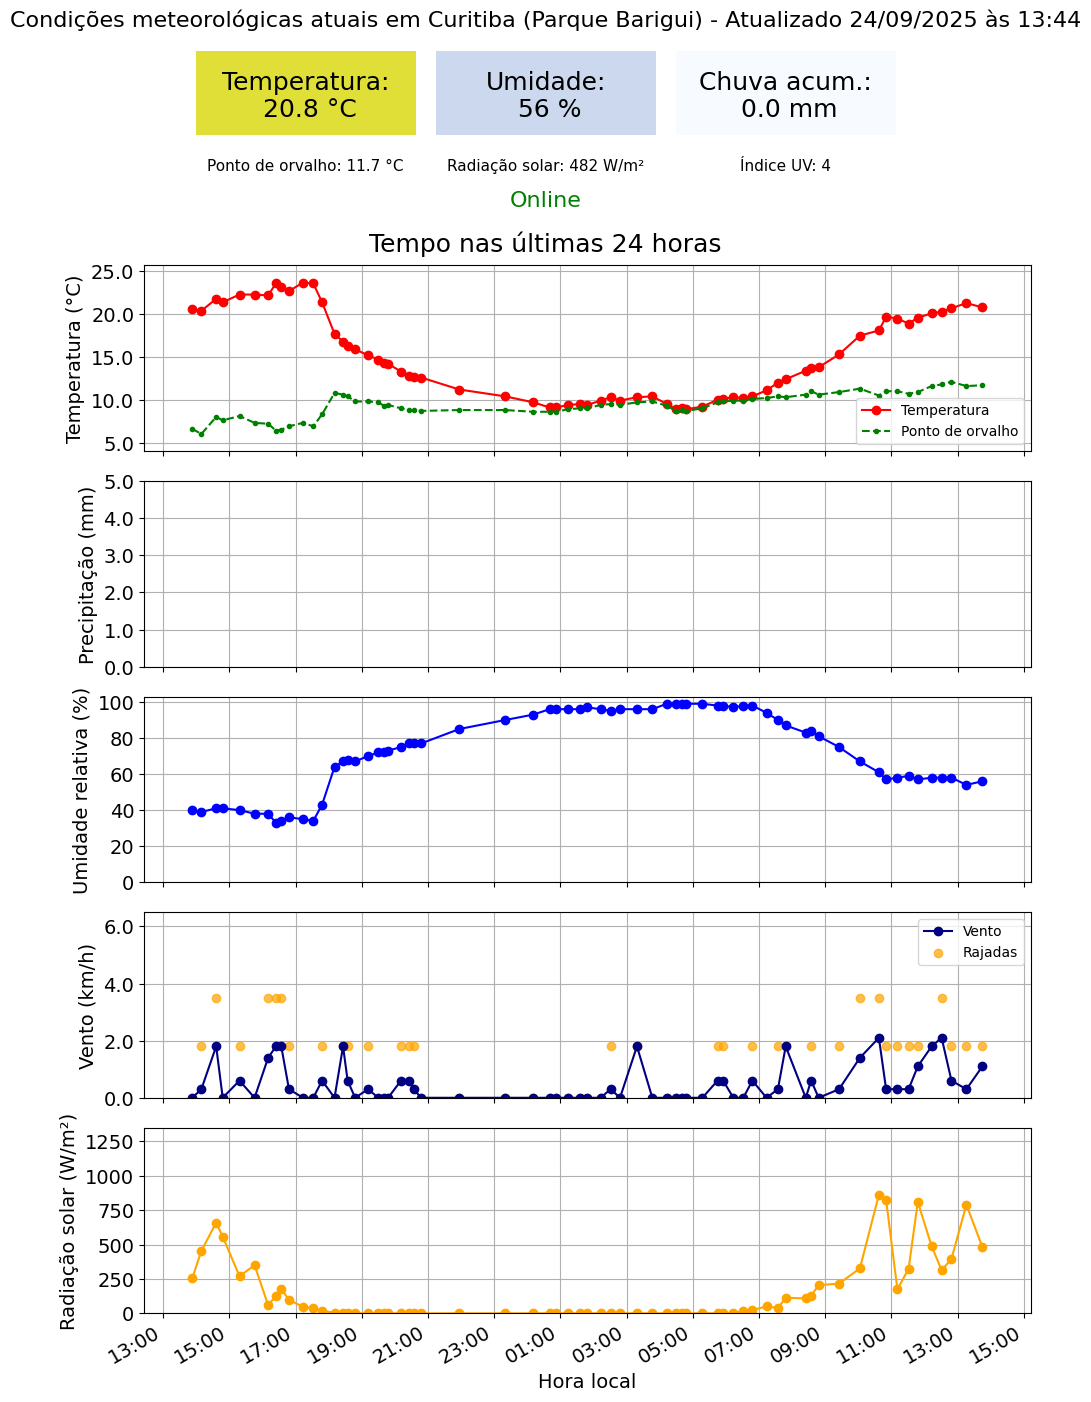 Condições meteorológicas atuais em Curitiba (Parque Barigui) - Atualizado 24/09/2025 às 13:44
Temperatura:
20.8 °C
Umidade:
56 %
Chuva acum.:
0.0 mm
Ponto de orvalho: 11.7 °C
Radiação solar: 482 W/m²
Índice UV: 4
Online
Tempo nas últimas 24 horas
Temperatura (°C)
25.0
20.0
15.0
10.0
5.0
Temperatura
Ponto de orvalho
Precipitação (mm)
5.0
4.0
3.0
2.0
1.0
0.0
Umidade relativa (%)
100
80
60
40
20
0
Vento (km/h)
6.0
4.0
2.0
0.0
Vento
Rajadas
Radiação solar (W/m²)
1250
1000
750
500
250
0
13:00
15:00
17:00
19:00
21:00
23:00
01:00
03:00
05:00
07:00
09:00
11:00
13:00
15:00
Hora local